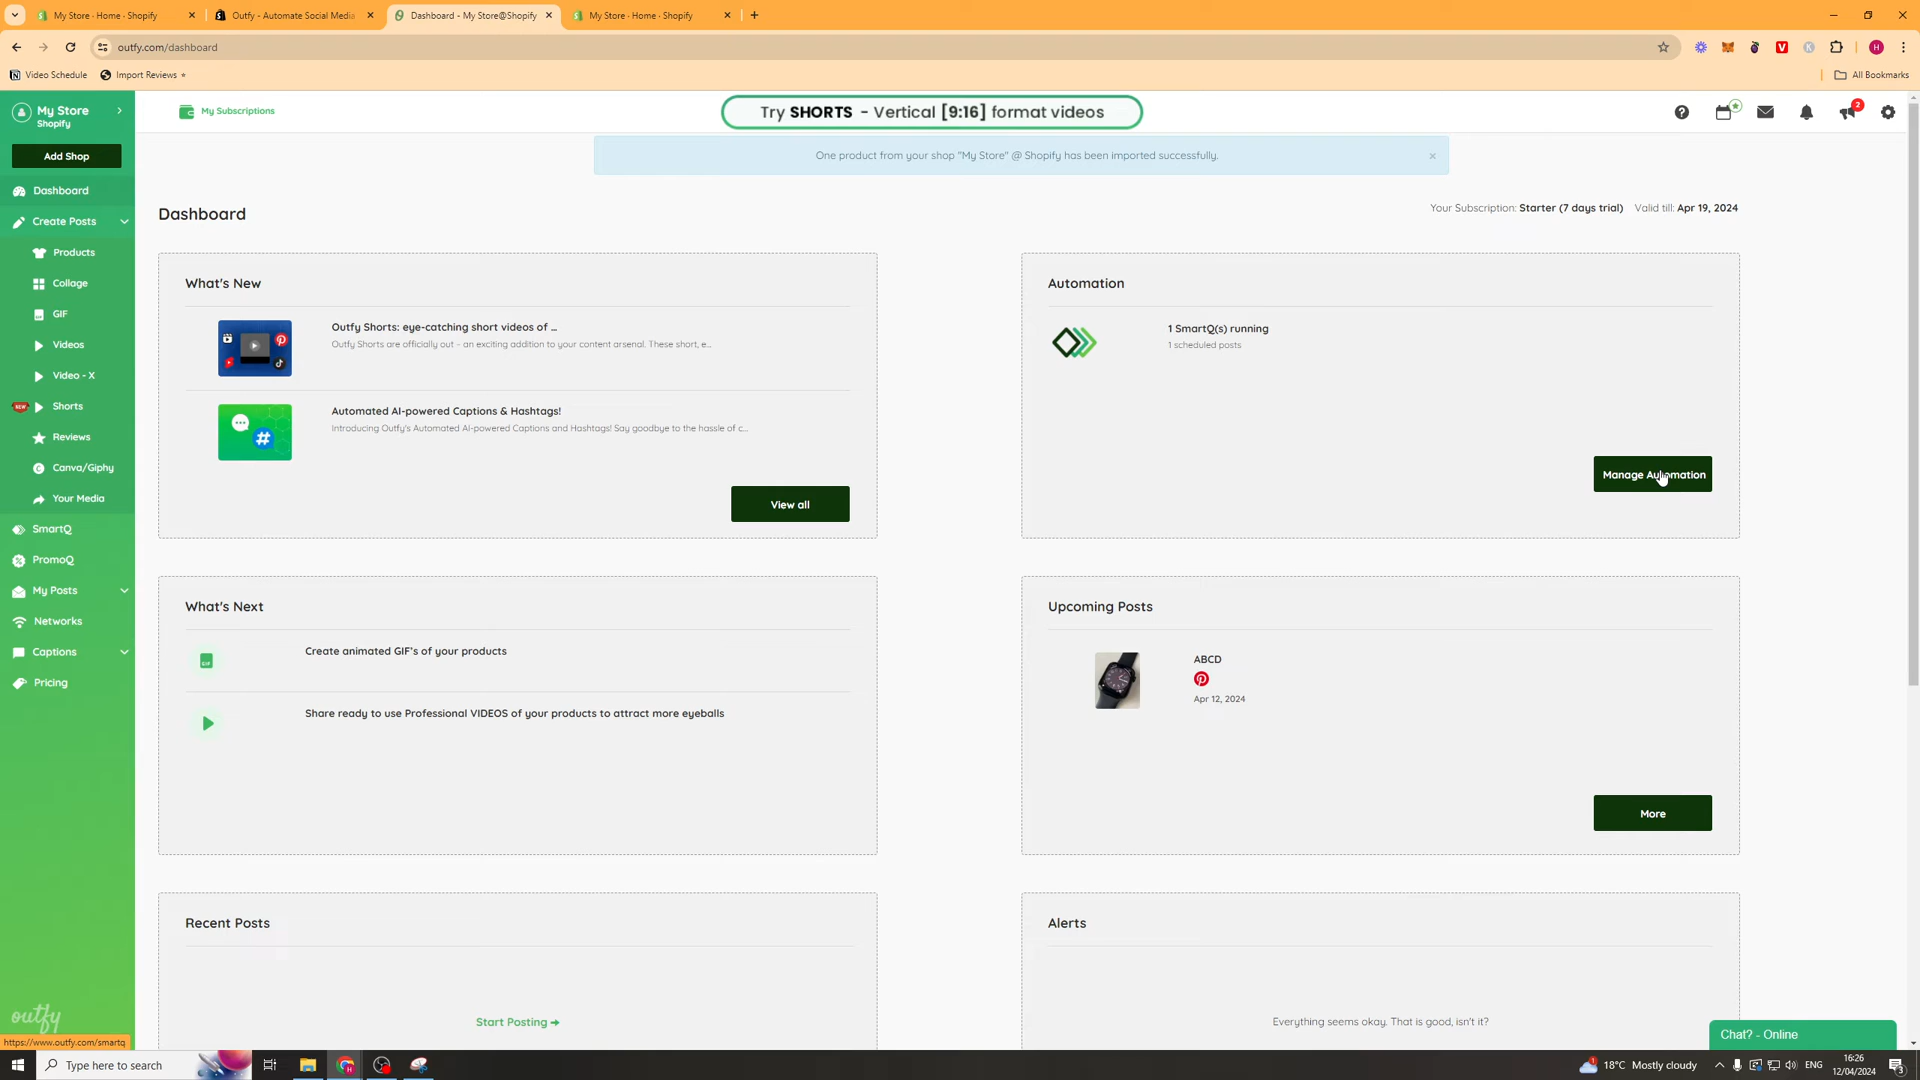 My Store · Home · Shopify
Outfy - Automate Social Media
Dashboard - My Store@Shopify
My Store · Home · Shopify
outfy.com/dashboard
Video Schedule
Import Reviews
All Bookmarks
My Store
Shopify
Add Shop
Dashboard
Create Posts
Products
Collage
GIF
Videos
Video - X
NEW
Shorts
Reviews
Canva/Giphy
Your Media
SmartQ
PromoQ
My Posts
Networks
Captions
Pricing
outfy
https://www.outfy.com/smartq
My Subscriptions
Try SHORTS - Vertical [9:16] format videos
2
One product from your shop "My Store" @ Shopify has been imported successfully.
Dashboard
Your Subscription: Starter (7 days trial) Valid till: Apr 19, 2024
What's New
Outfy Shorts: eye-catching short videos of ...
Outfy Shorts are officially out – an exciting addition to your content arsenal. These short, e...
Automated AI-powered Captions & Hashtags!
Introducing Outfy's Automated AI-powered Captions and Hashtags! Say goodbye to the hassle of c...
View all
Automation
1 SmartQ(s) running
1 scheduled posts
Manage Automation
What's Next
GIF
Create animated GIF's of your products
Share ready to use Professional VIDEOS of your products to attract more eyeballs
Upcoming Posts
ABCD
Apr 12, 2024
More
Recent Posts
Start Posting
Alerts
Everything seems okay. That is good, isn't it?
Chat? - Online
Type here to search
18°C Mostly cloudy
ENG
16:26
12/04/2024
3